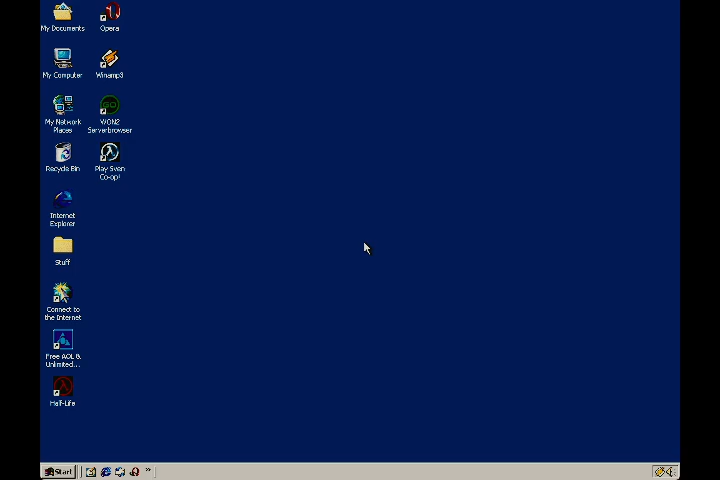 My Documents
Opera
My Computer
Winamp3
My Network
Places
GO
WON2
Serverbrowser
Recycle Bin
Play Sven
Co-op!
Internet
Explorer
Stuff
Connect to
the Internet
Free AOL &
Unlimited...
Half-Life
Start
»